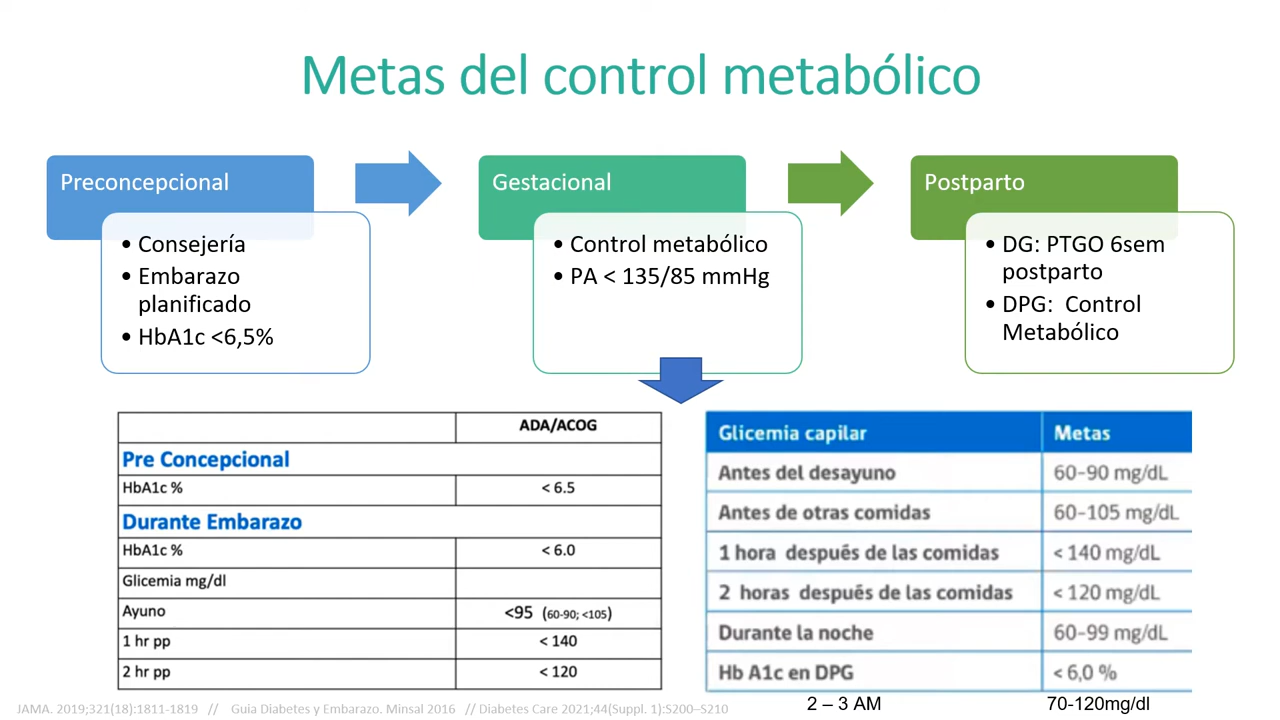 Metas del control metabólico
Preconcepcional
• Consejería
• Embarazo
planificado
• HbA1c <6,5%
Gestacional
• Control metabólico
• PA < 135/85 mmHg
Postparto
• DG: PTGO 6sem
postparto
• DPG: Control
Metabólico
ADA/ACOG
Pre Concepcional
HbA1c % < 6.5
Durante Embarazo
HbA1c % < 6.0
Glicemia mg/dl
Ayuno <95 (60-90; <105)
1 hr pp < 140
2 hr pp < 120
Glicemia capilar Metas
Antes del desayuno 60-90 mg/dL
Antes de otras comidas 60-105 mg/dL
1 hora después de las comidas < 140 mg/dL
2 horas después de las comidas < 120 mg/dL
Durante la noche 60-99 mg/dL
Hb A1c en DPG < 6,0 %
2 – 3 AM 70-120mg/dl
JAMA. 2019;321(18):1811-1819 // Guia Diabetes y Embarazo. Minsal 2016 // Diabetes Care 2021;44(Suppl. 1):S200–S210